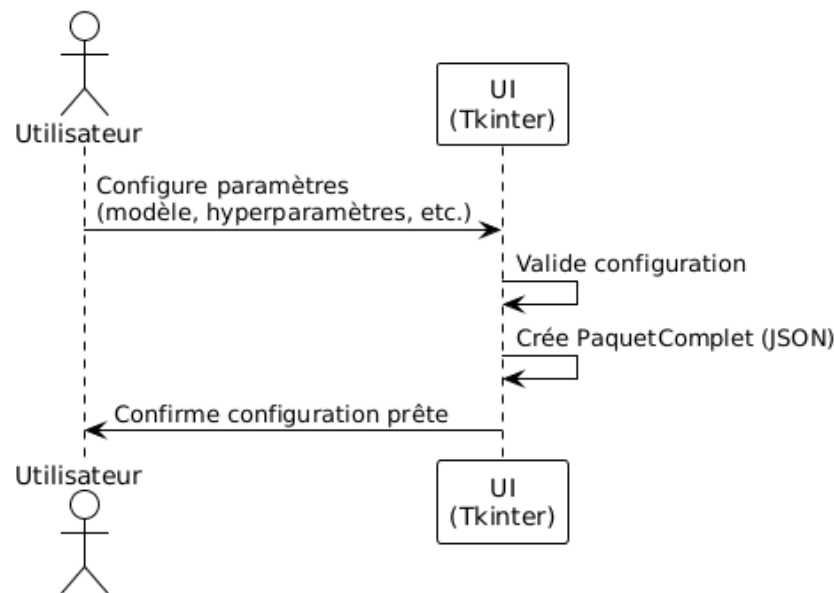 Utilisateur
UI
(Tkinter)
Configure paramètres
(modèle, hyperparamètres, etc.)
Valide configuration
Crée PaquetComplet (JSON)
Confirme configuration prête
Utilisateur
UI
(Tkinter)